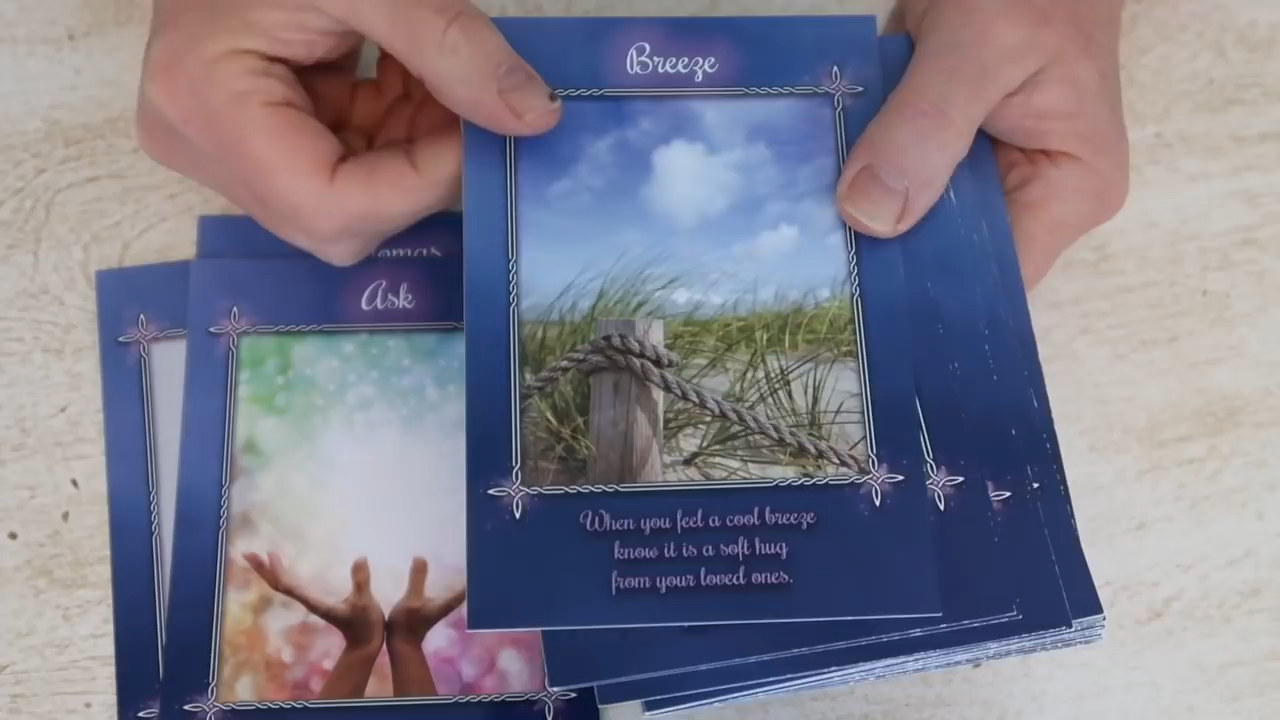 Breeze
Ask
When you feel a cool breeze
know it is a soft hug
from your loved ones.